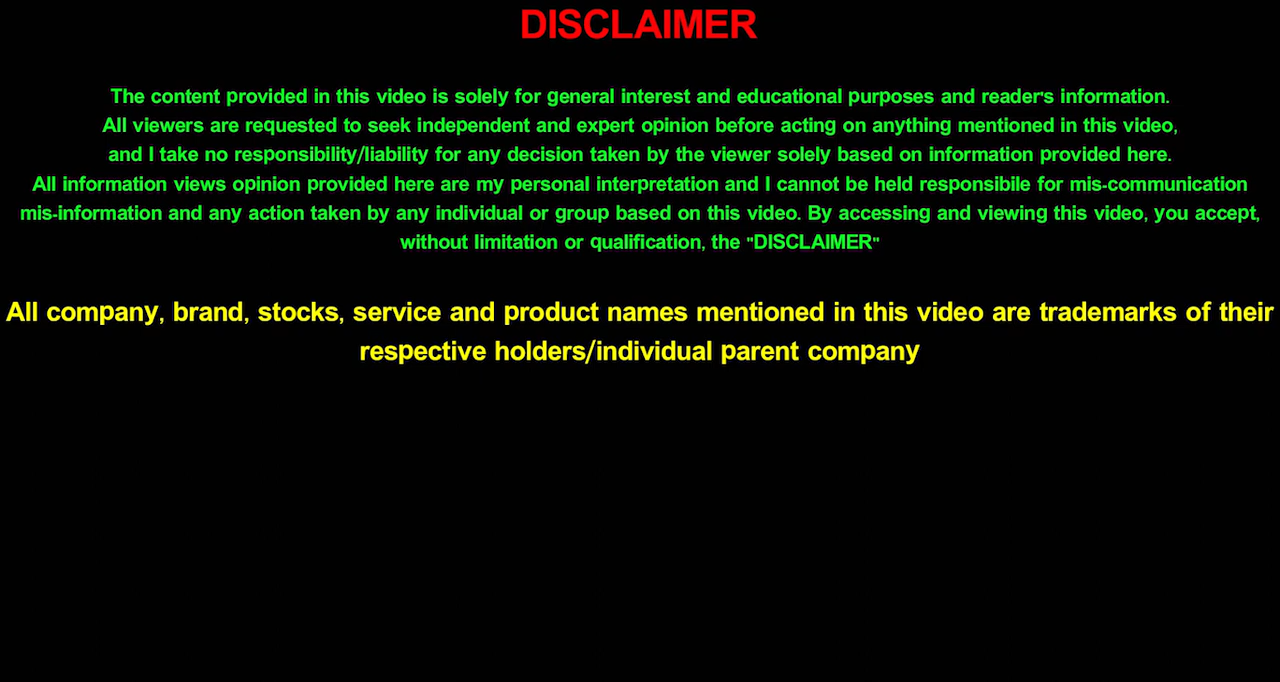 DISCLAIMER
The content provided in this video is solely for general interest and educational purposes and reader's information.
All viewers are requested to seek independent and expert opinion before acting on anything mentioned in this video,
and I take no responsibility/liability for any decision taken by the viewer solely based on information provided here.
All information views opinion provided here are my personal interpretation and I cannot be held responsibile for mis-communication
mis-information and any action taken by any individual or group based on this video. By accessing and viewing this video, you accept,
without limitation or qualification, the "DISCLAIMER"
All company, brand, stocks, service and product names mentioned in this video are trademarks of their
respective holders/individual parent company